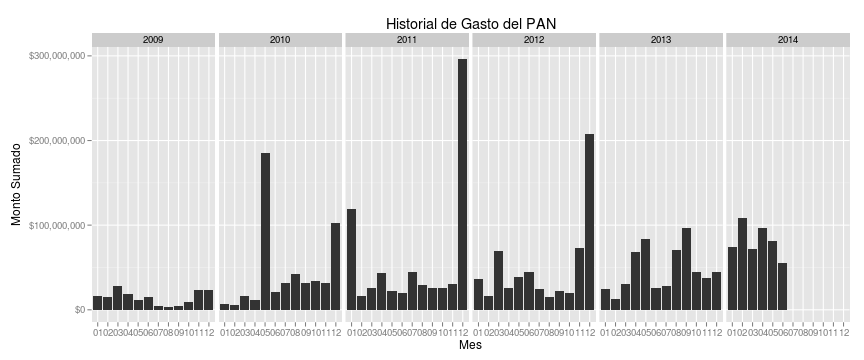 Historial de Gasto del PAN
2009 2010 2011 2012 2013 2014
$300,000,000
$200,000,000
$100,000,000
$0
Monto Sumado
010203040506070809101112 010203040506070809101112 010203040506070809101112 010203040506070809101112 010203040506070809101112 010203040506070809101112
Mes